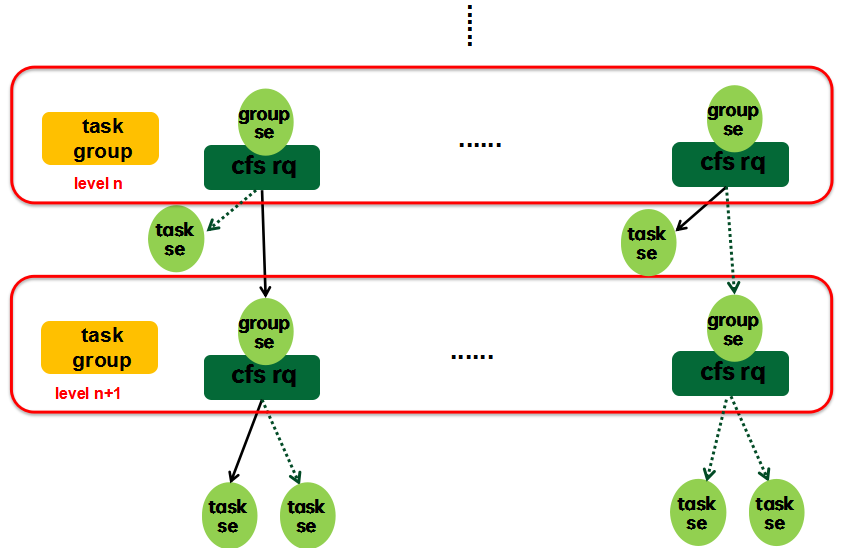 group
se
group
se
task
group
......
cfs rq
cfs rq
level n
task
se
task
se
group
se
group
se
task
group
......
cfs rq
cfs rq
level n+1
task
se
task
se
task
se
task
se